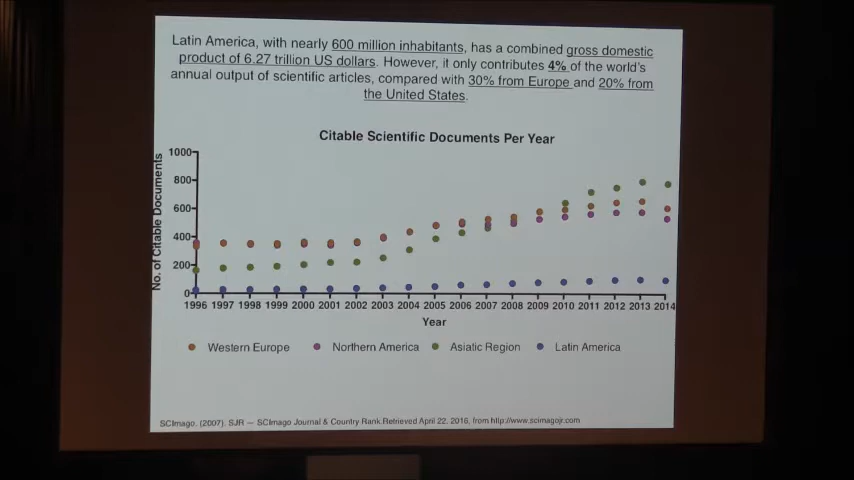 Latin America, with nearly 600 million inhabitants, has a combined gross domestic
product of 6.27 trillion US dollars. However, it only contributes 4% of the world's
annual output of scientific articles, compared with 30% from Europe and 20% from
the United States.
Citable Scientific Documents Per Year
No. of Citable Documents
1000
800
600
400
200
0
1996 1997 1998 1999 2000 2001 2002 2003 2004 2005 2006 2007 2008 2009 2010 2011 2012 2013 2014
Year
Western Europe Northern America Asiatic Region Latin America
SCImago. (2007). SJR — SCImago Journal & Country Rank.Retrieved April 22, 2016, from http://www.scimagojr.com